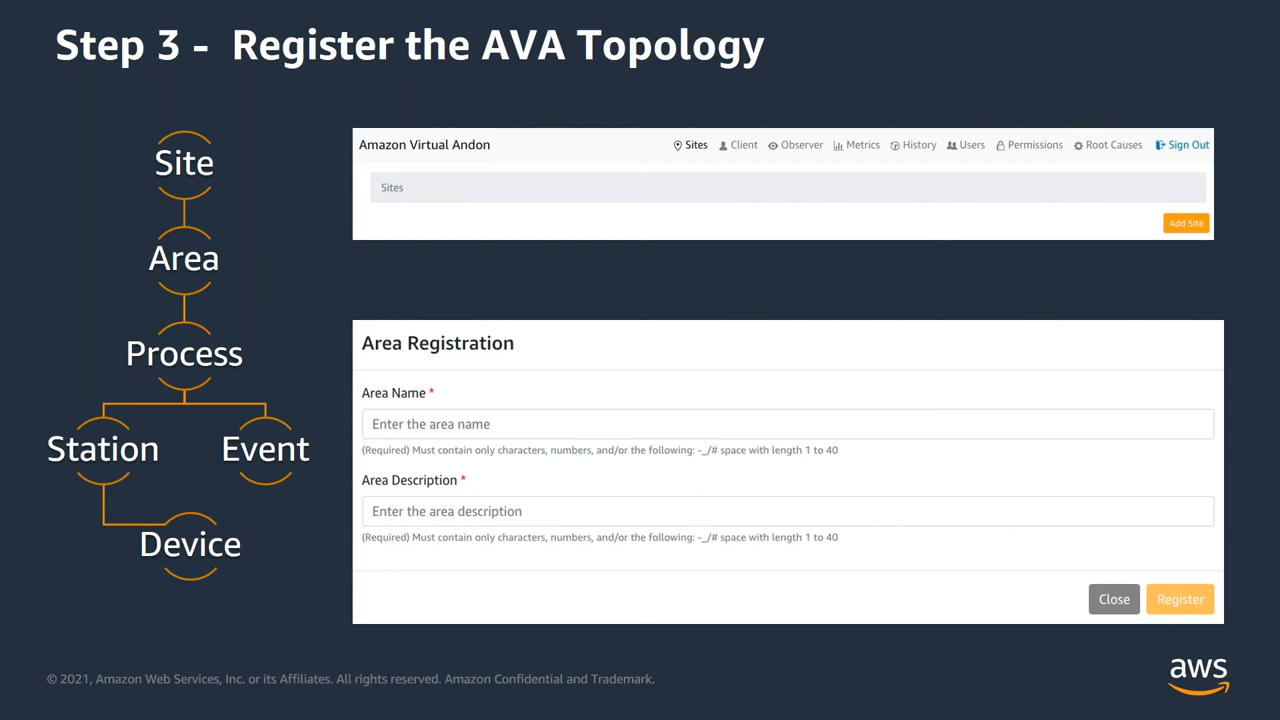 Step 3 - Register the AVA Topology
Site
Area
Process
Station Event
Device
Amazon Virtual Andon Sites Client Observer Metrics History Users Permissions Root Causes Sign Out
Sites
Add Site
Area Registration
Area Name *
Enter the area name
(Required) Must contain only characters, numbers, and/or the following: -_/# space with length 1 to 40
Area Description *
Enter the area description
(Required) Must contain only characters, numbers, and/or the following: -_/# space with length 1 to 40
Close Register
© 2021, Amazon Web Services, Inc. or its Affiliates. All rights reserved. Amazon Confidential and Trademark.
aws